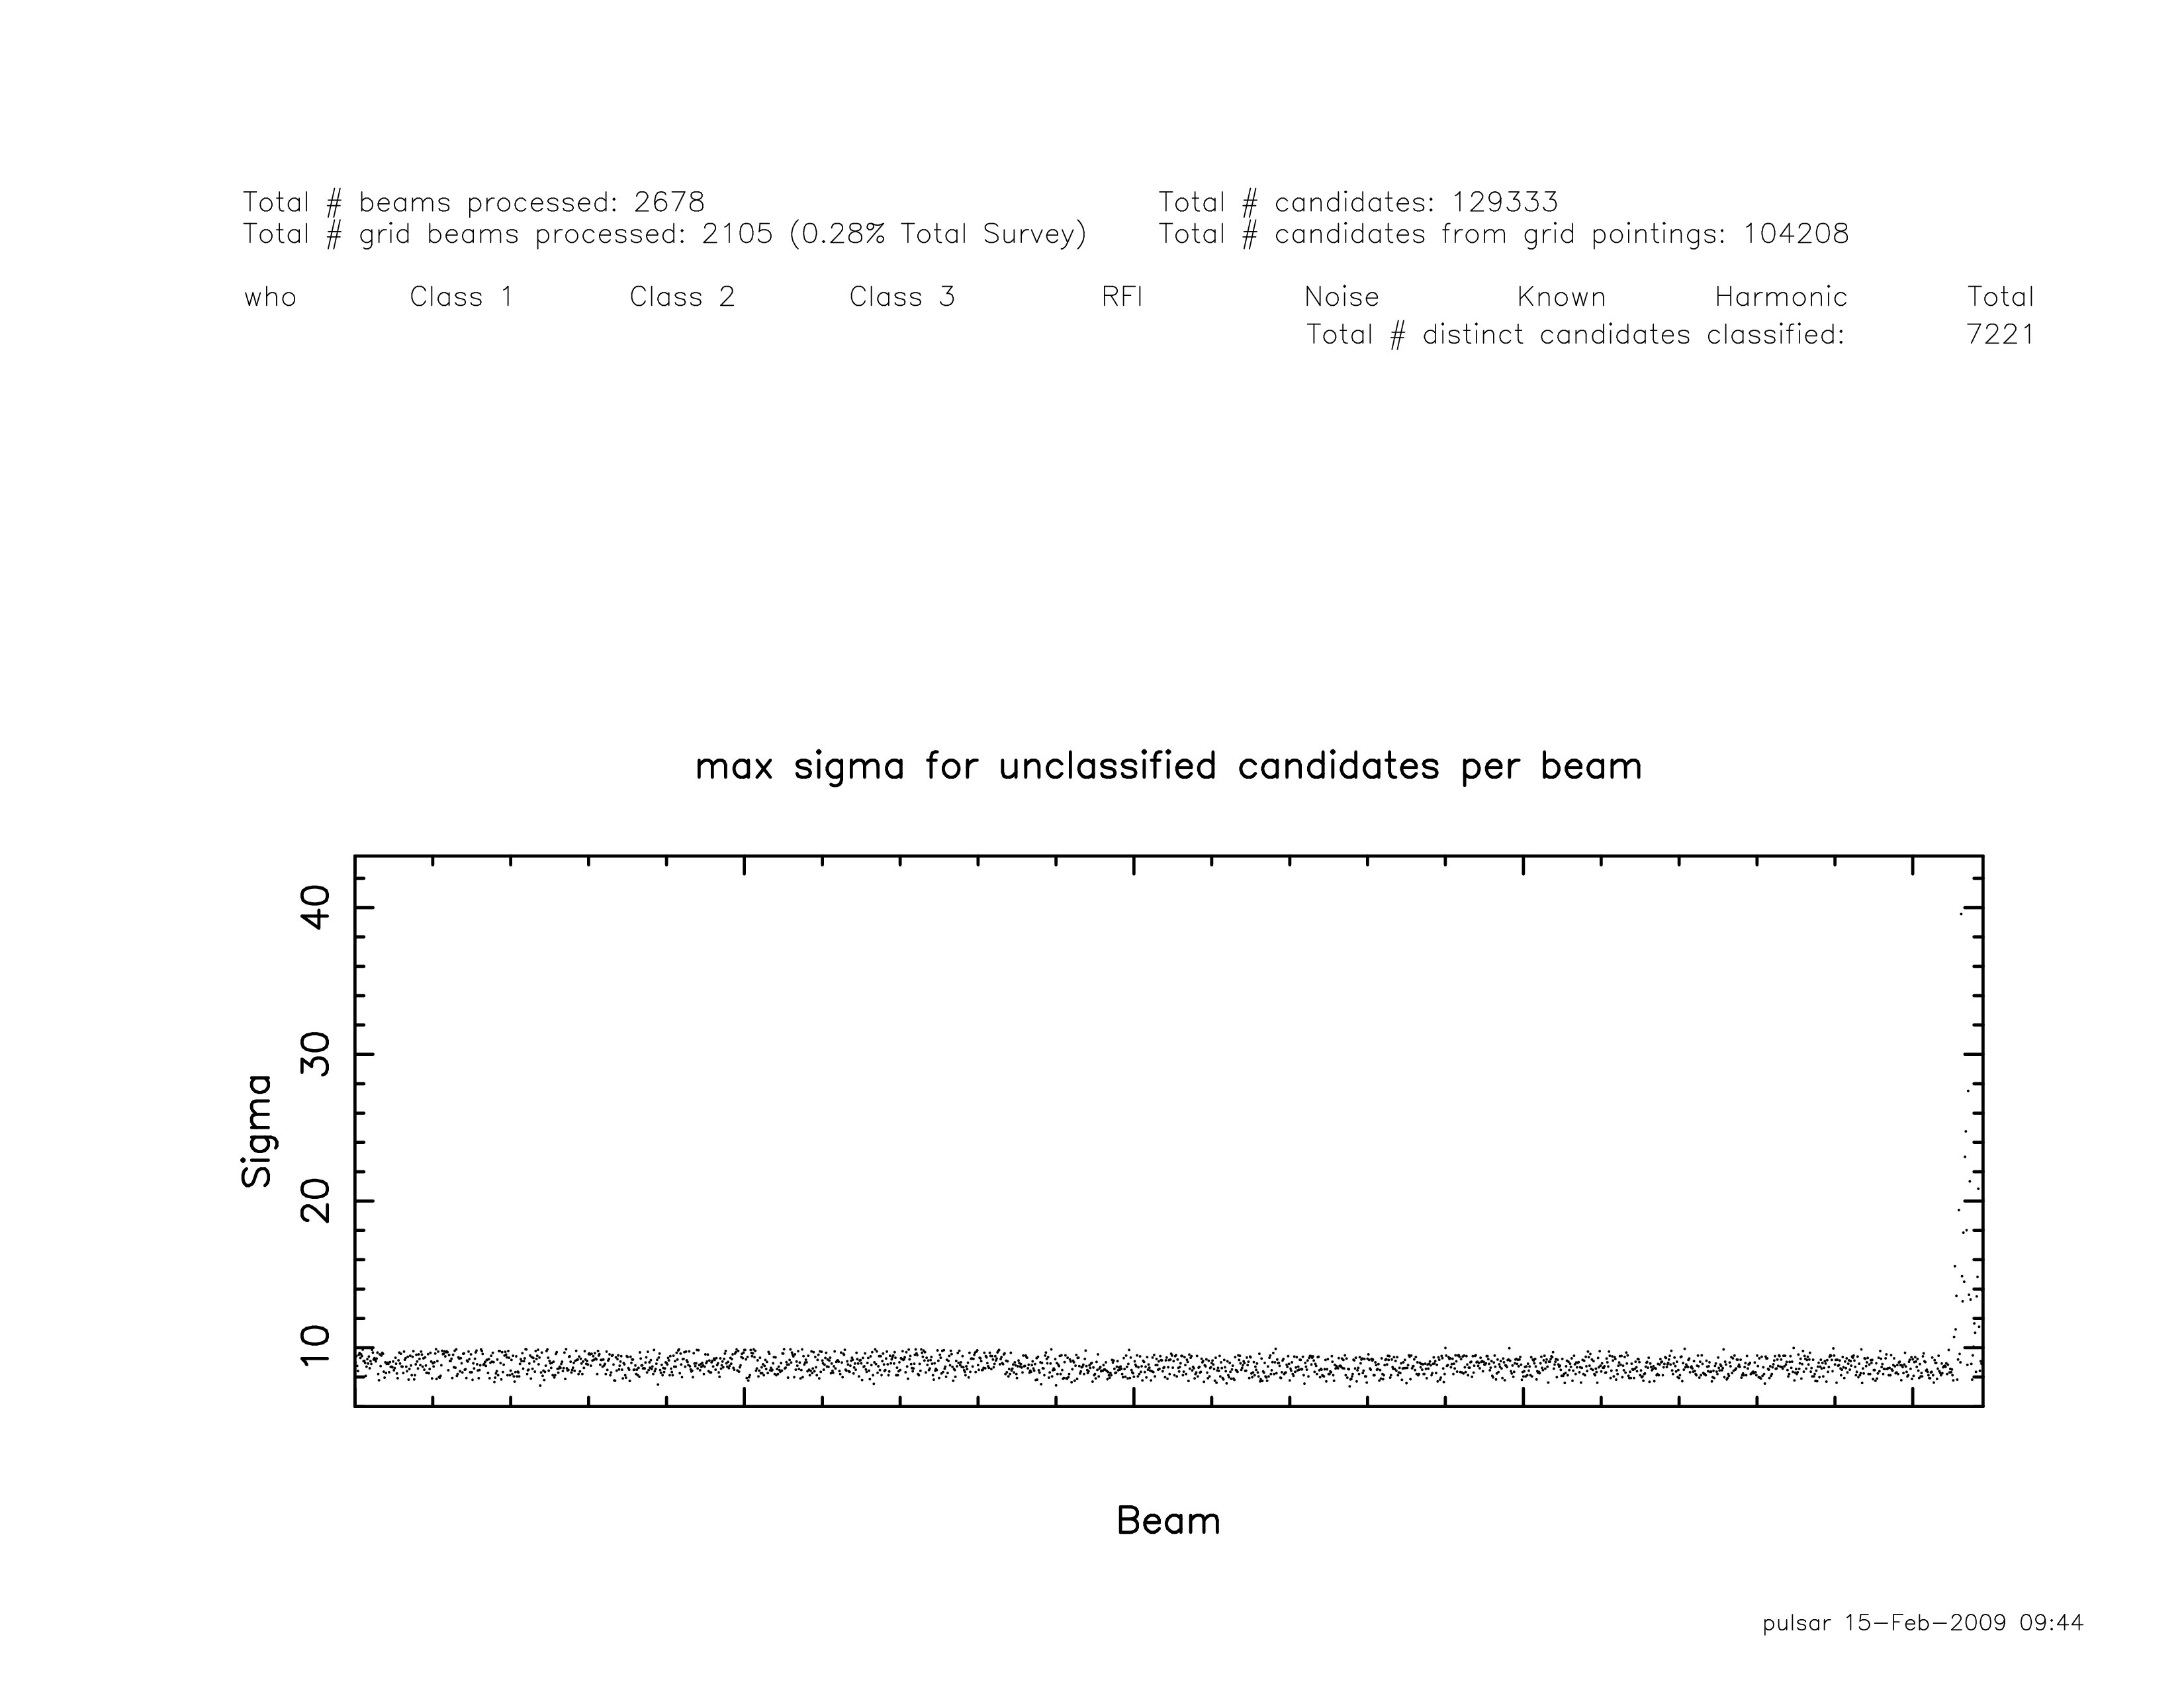 Total # beams processed: 2678 Total # candidates: 129333
Total # grid beams processed: 2105 (0.28% Total Survey) Total # candidates from grid pointings: 104208
who Class 1 Class 2 Class 3 RFI Noise Known Harmonic Total
Total # distinct candidates classified: 7221
max sigma for unclassified candidates per beam
40
30
20
10
Sigma
Beam
pulsar 15-Feb-2009 09:44